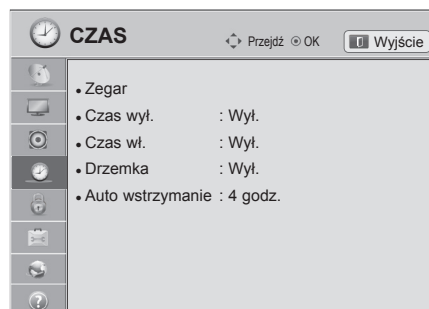 CZAS
Przejdź OK Wyjście
• Zegar
• Czas wył. : Wył.
• Czas wł. : Wył.
• Drzemka : Wył.
• Auto wstrzymanie : 4 godz.